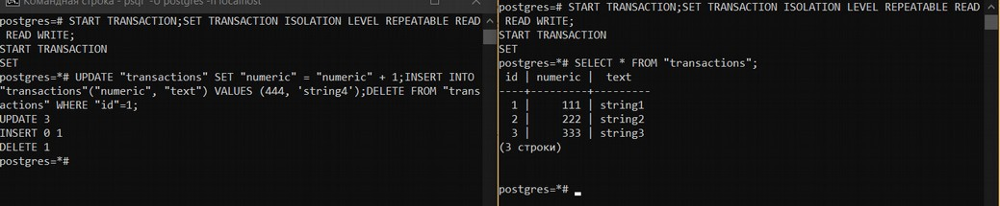 Командная строка - psql -U postgres -h localhost
postgres=# START TRANSACTION;SET TRANSACTION ISOLATION LEVEL REPEATABLE READ
 READ WRITE;
START TRANSACTION
SET
postgres=*# UPDATE "transactions" SET "numeric" = "numeric" + 1;INSERT INTO
"transactions"("numeric", "text") VALUES (444, 'string4');DELETE FROM "trans
actions" WHERE "id"=1;
UPDATE 3
INSERT 0 1
DELETE 1
postgres=*#
postgres=# START TRANSACTION;SET TRANSACTION ISOLATION LEVEL REPEATABLE READ
 READ WRITE;
START TRANSACTION
SET
postgres=*# SELECT * FROM "transactions";
 id | numeric |  text
----+---------+---------
  1 |     111 | string1
  2 |     222 | string2
  3 |     333 | string3
(3 строки)
postgres=*#